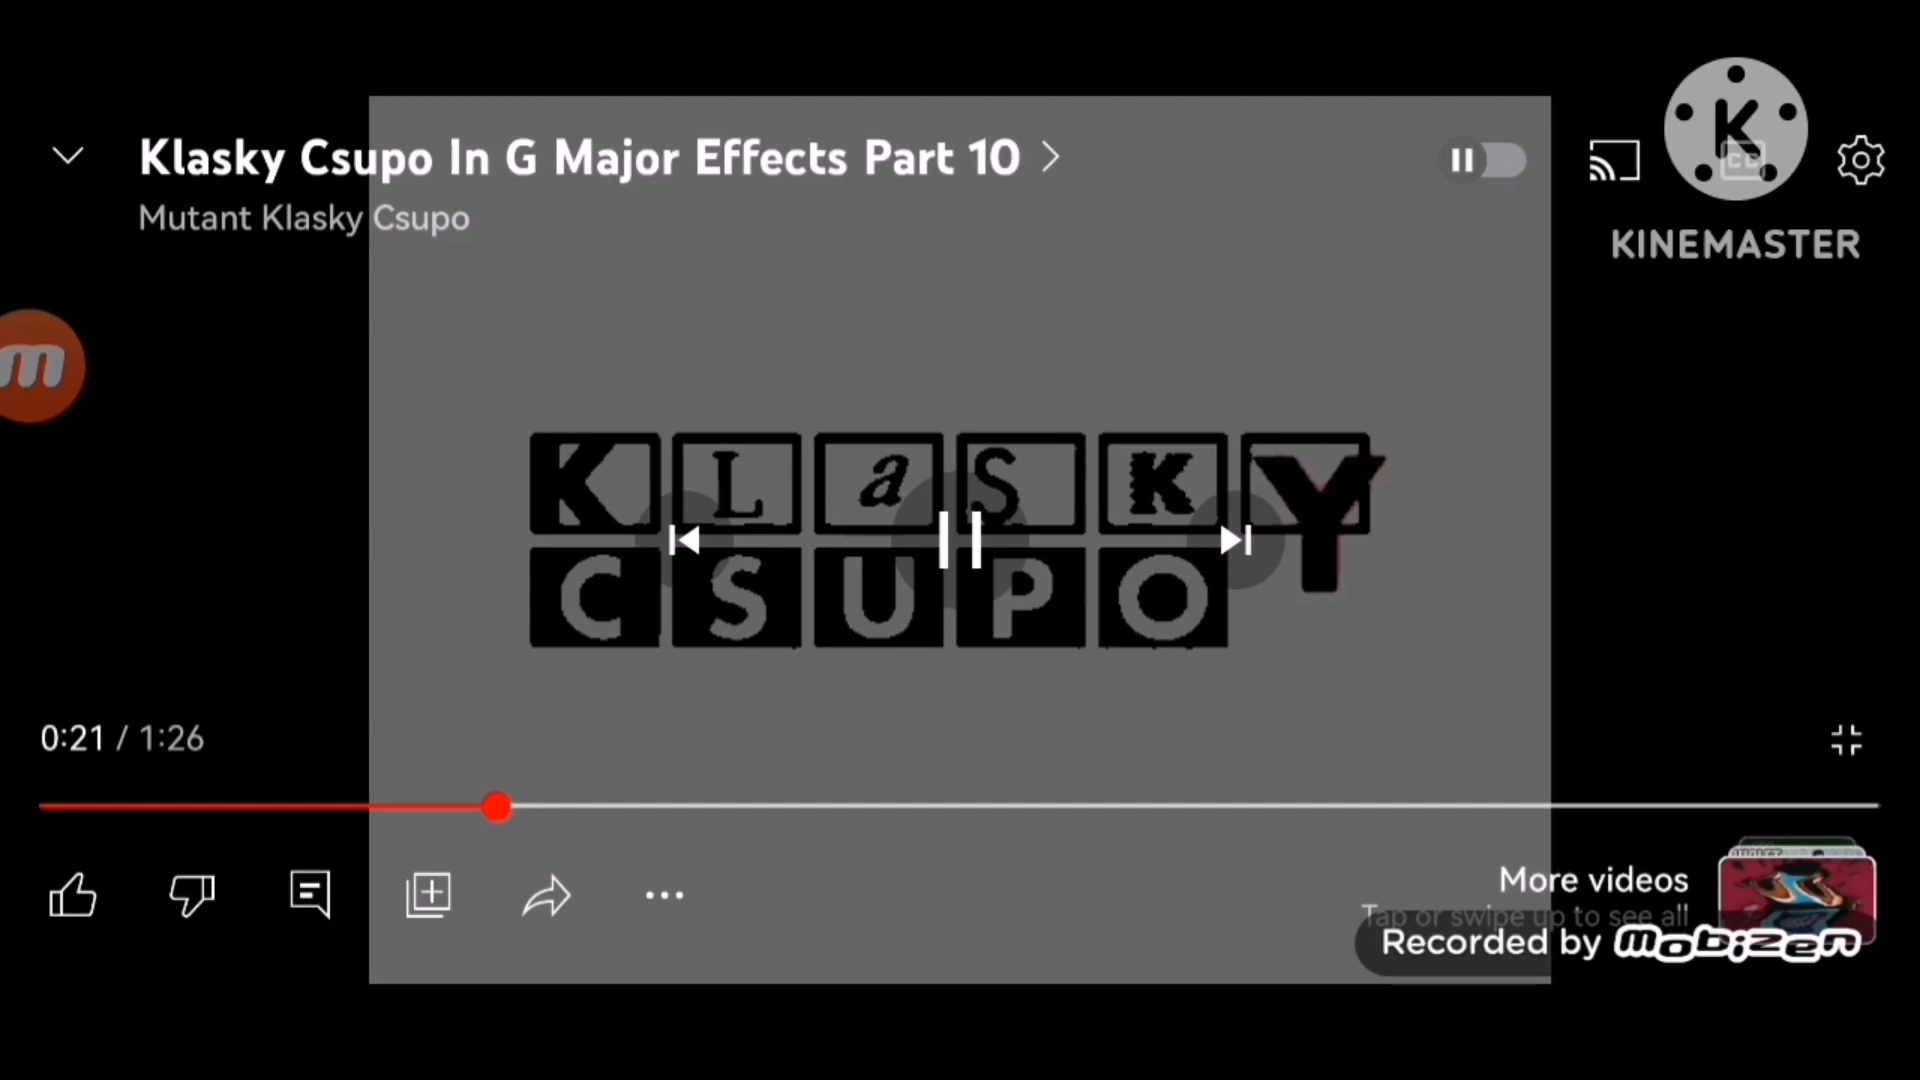 Klasky Csupo In G Major Effects Part 10
Mutant Klasky Csupo
K
CC
KINEMASTER
m
KLaSKY
CSUPO
0:21 / 1:26
More videos
Tap or swipe up to see all
Recorded by mobizen